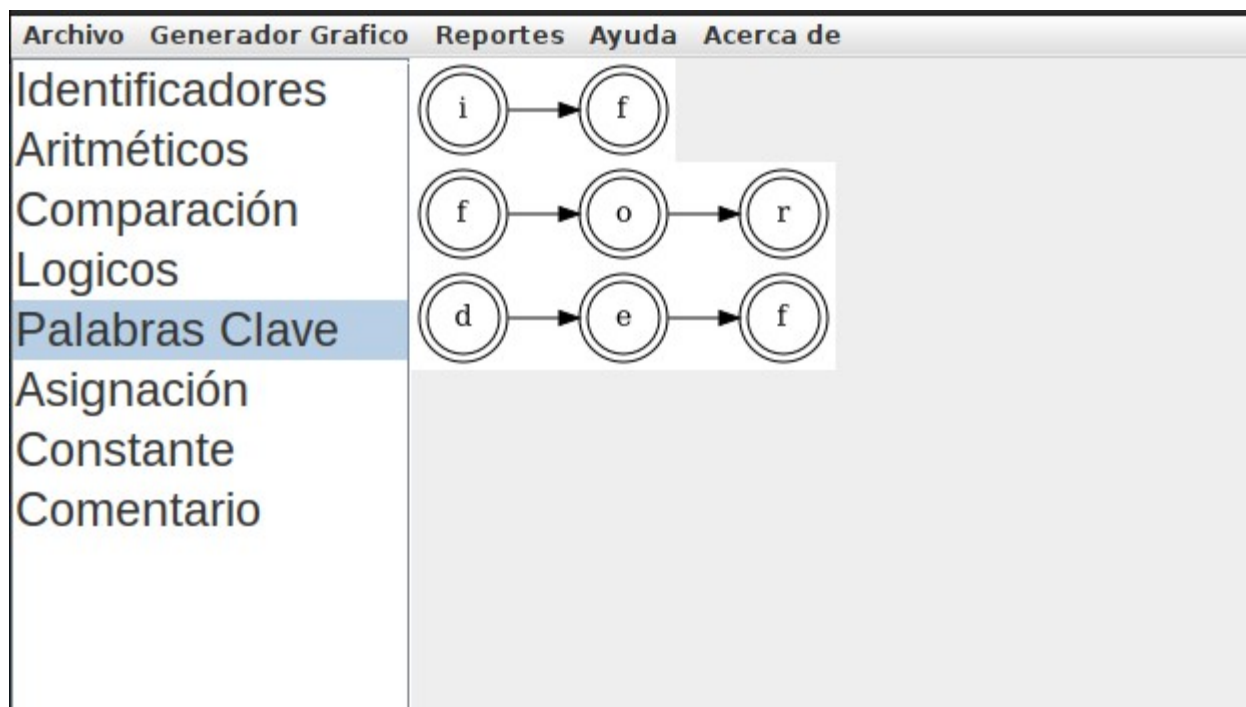 Archivo Generador Grafico Reportes Ayuda Acerca de
Identificadores
Aritméticos
Comparación
Logicos
Palabras Clave
Asignación
Constante
Comentario
i f
f o r
d e f